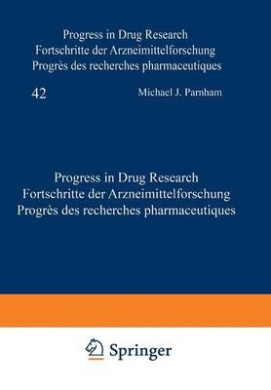 Progress in Drug Research
Fortschritte der Arzneimittelforschung
Progrès des recherches pharmaceutiques
42 Michael J. Parnham
Progress in Drug Research
Fortschritte der Arzneimittelforschung
Progrès des recherches pharmaceutiques
Springer